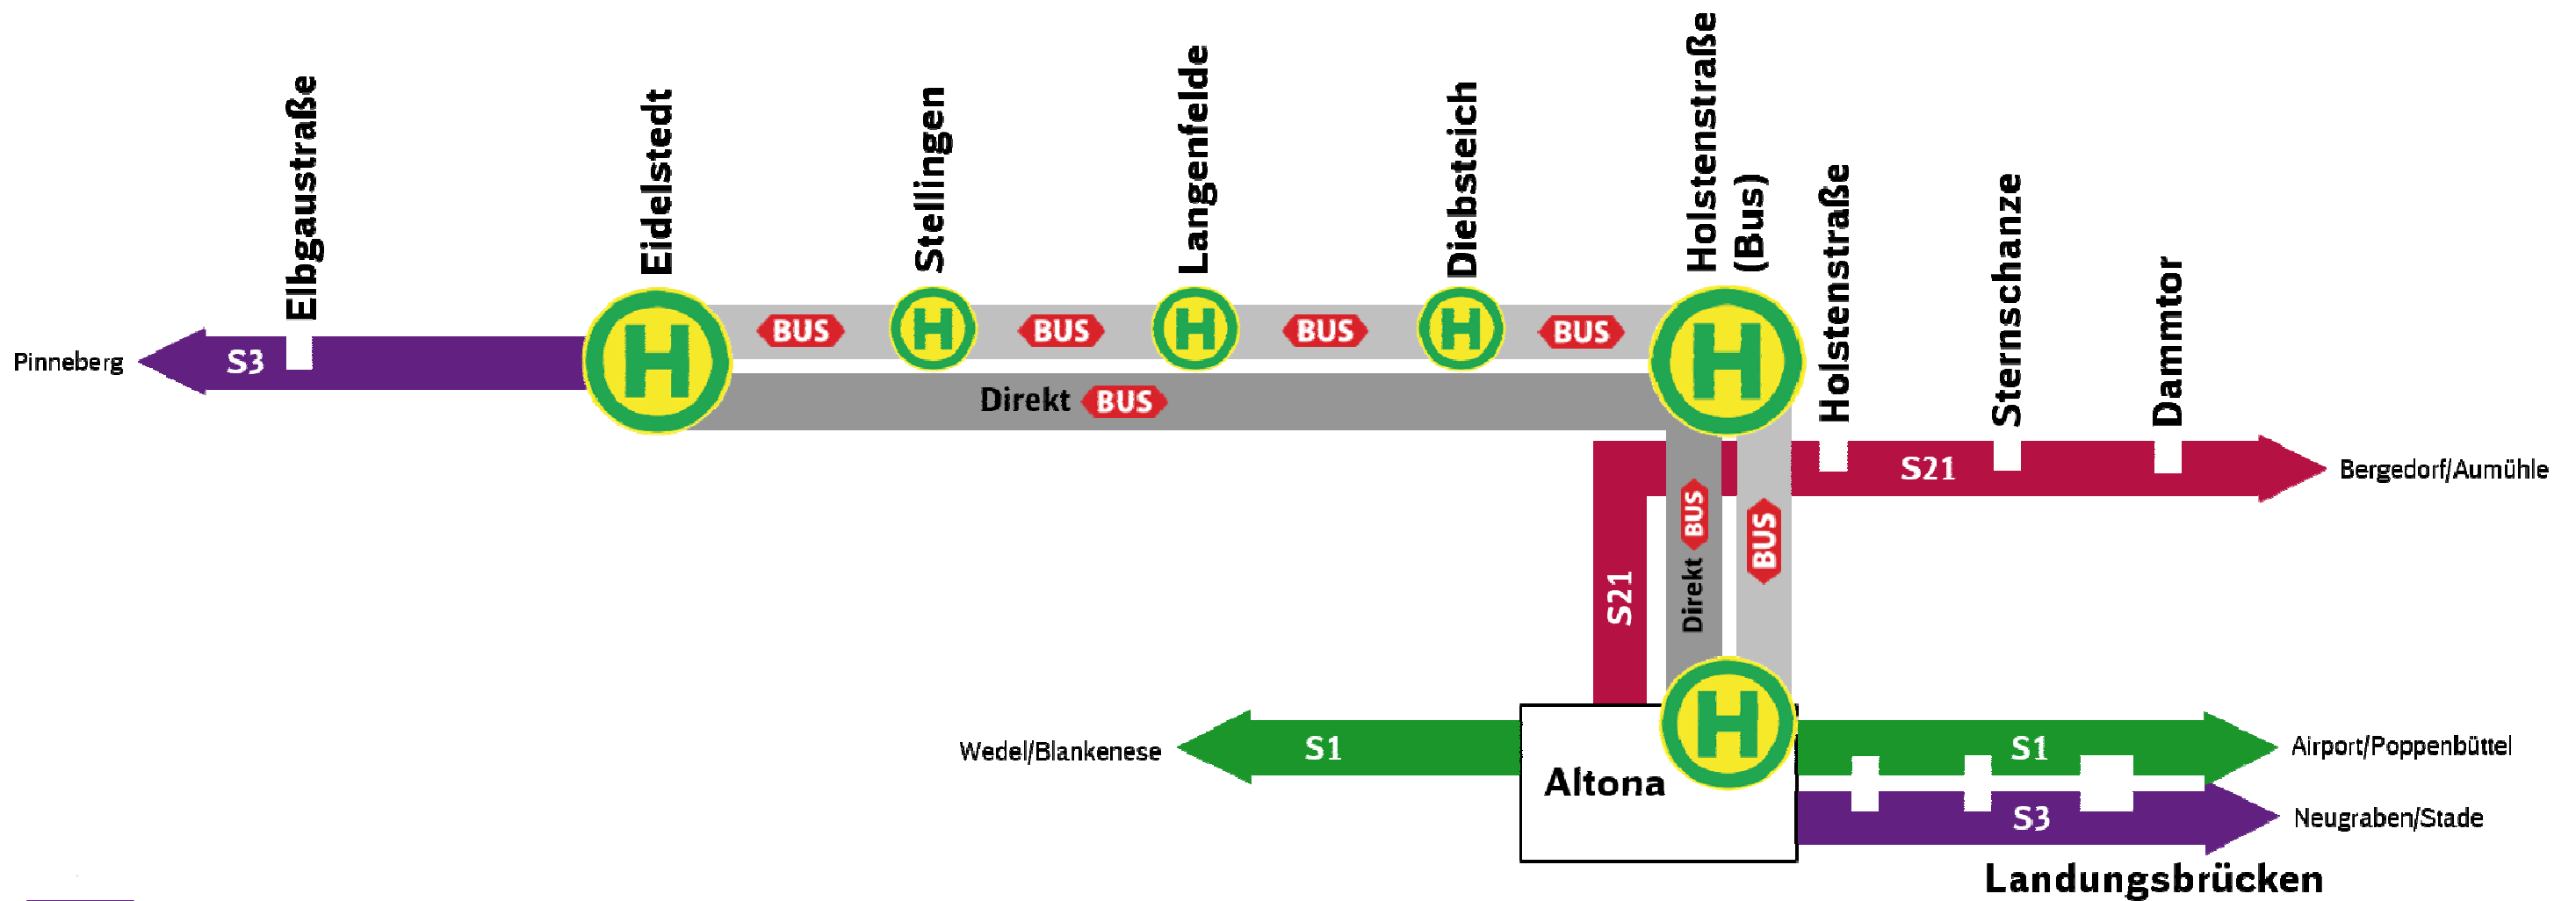 Elbgaustraße
Eidelstedt
Stellingen
Langenfelde
Diebsteich
Holstenstraße
(Bus)
Holstenstraße
Sternschanze
Dammtor
Pinneberg
S3
H
BUS
H
BUS
H
BUS
H
BUS
H
Direkt BUS
S21
Bergedorf/Aumühle
S21
Direkt BUS
BUS
H
Wedel/Blankenese
S1
Altona
S1
Airport/Poppenbüttel
S3
Neugraben/Stade
Landungsbrücken